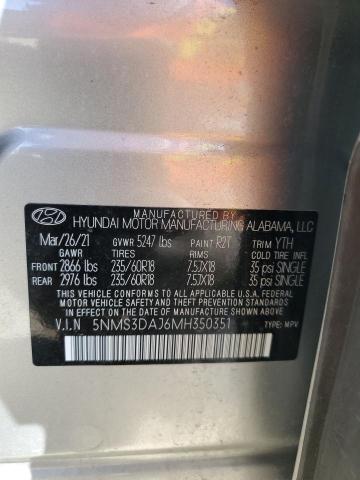 MANUFACTURED BY
HYUNDAI MOTOR MANUFACTURING ALABAMA, LLC
Mar/26/21 GVWR 5247 lbs PAINT R2T TRIM YTH
GAWR TIRES RIMS COLD TIRE INFL.
FRONT 2866 lbs 235/60R18 7.5JX18 35 psi SINGLE
REAR 2976 lbs 235/60R18 7.5JX18 35 psi SINGLE
THIS VEHICLE CONFORMS TO ALL APPLICABLE U.S.A FEDERAL
MOTOR VEHICLE SAFETY AND THEFT PREVENTION STANDARDS IN
EFFECT ON THE DATE OF MANUFACTURE SHOWN ABOVE.
V.I.N 5NMS3DAJ6MH350351 TYPE: MPV